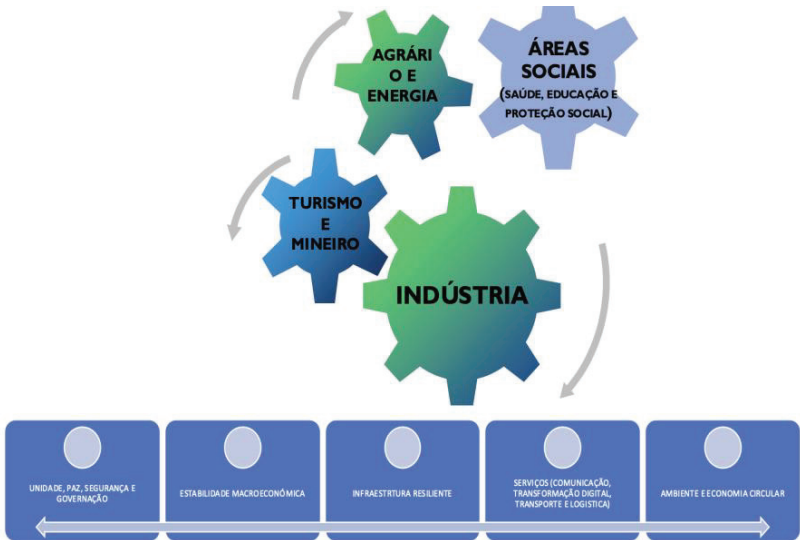 AGRÁRI
O E
ENERGIA
ÁREAS
SOCIAIS
(SAÚDE, EDUCAÇÃO E
PROTEÇÃO SOCIAL)
TURISMO
E
MINEIRO
INDÚSTRIA
UNIDADE, PAZ, SEGURANÇA E
GOVERNAÇÃO
ESTABILIDADE MACROECONÓMICA
INFRAESTRTURA RESILIENTE
SERVIÇOS (COMUNICAÇÃO,
TRANSFORMAÇÃO DIGITAL,
TRANSPORTE E LOGISTICA)
AMBIENTE E ECONOMIA CIRCULAR